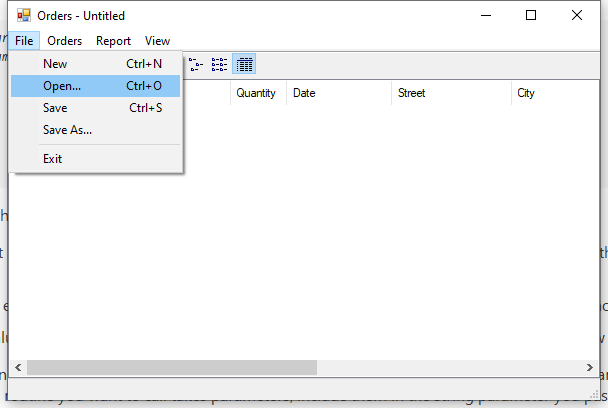 Orders - Untitled
File Orders Report View
New Ctrl+N
Open... Ctrl+O
Save Ctrl+S
Save As...
Exit
Quantity Date Street City